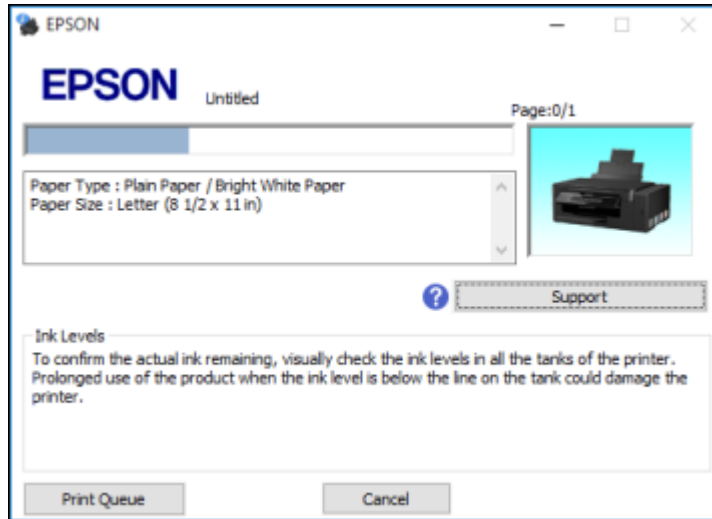 EPSON
EPSON
Untitled
Page:0/1
Paper Type : Plain Paper / Bright White Paper
Paper Size : Letter (8 1/2 x 11 in)
?
Support
Ink Levels
To confirm the actual ink remaining, visually check the ink levels in all the tanks of the printer.
Prolonged use of the product when the ink level is below the line on the tank could damage the
printer.
Print Queue
Cancel